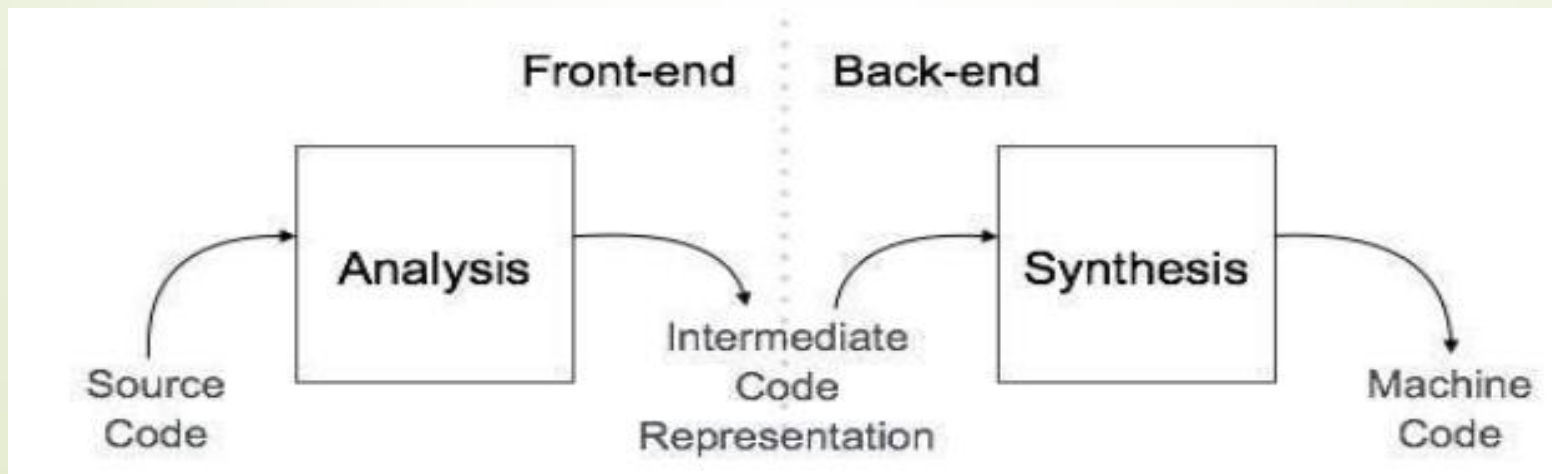 Front-end
Back-end
Analysis
Synthesis
Source
Code
Intermediate
Code
Representation
Machine
Code